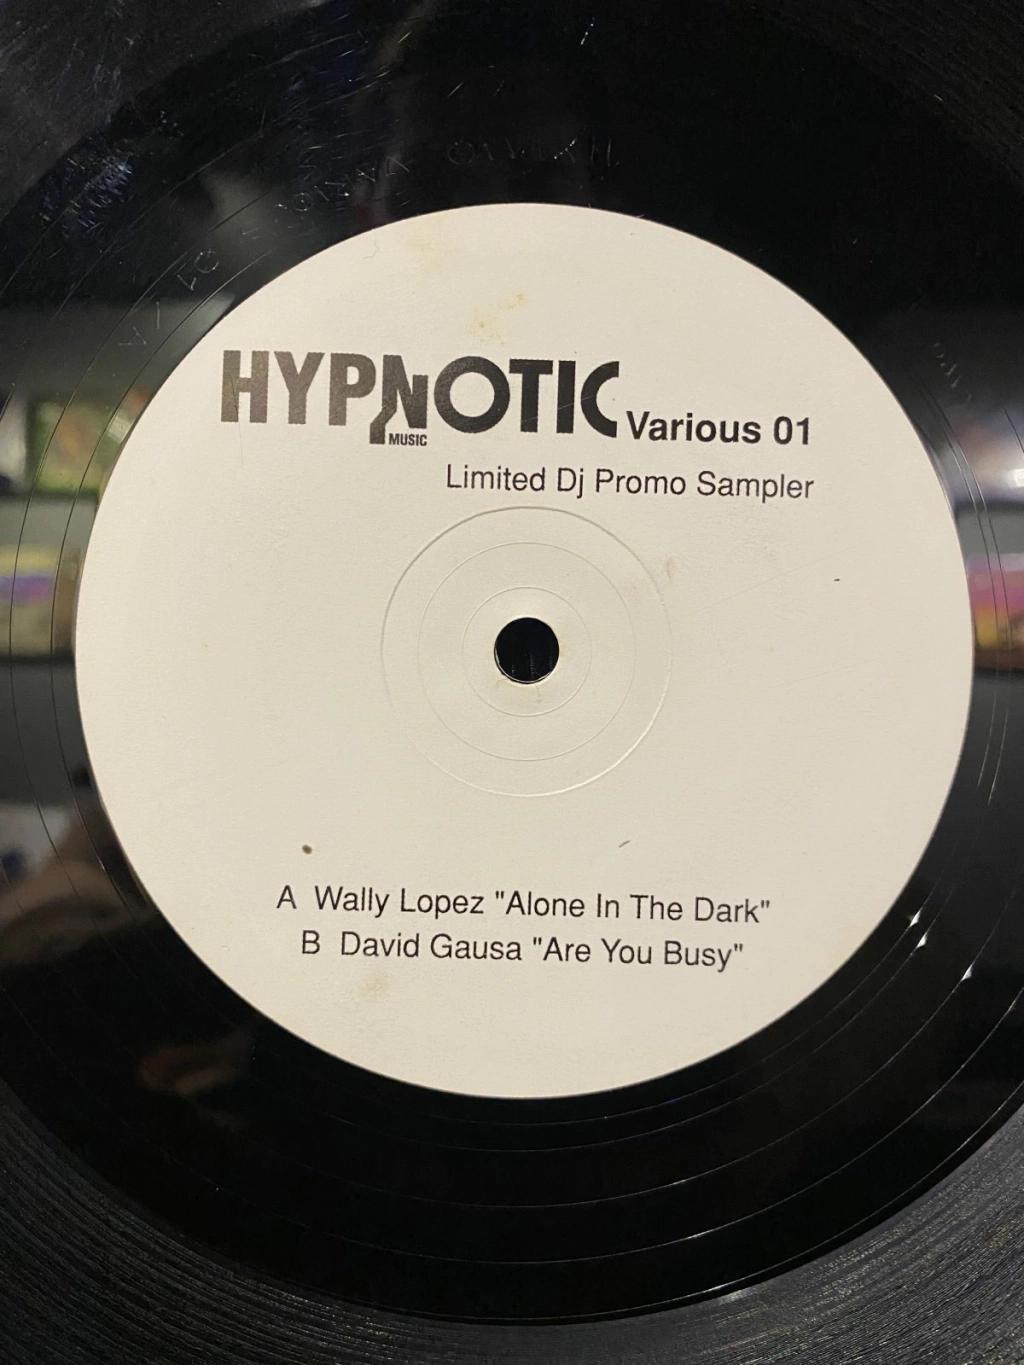 HYPNOTIC Various 01
MUSIC
Limited Dj Promo Sampler
A Wally Lopez "Alone In The Dark"
B David Gausa "Are You Busy"